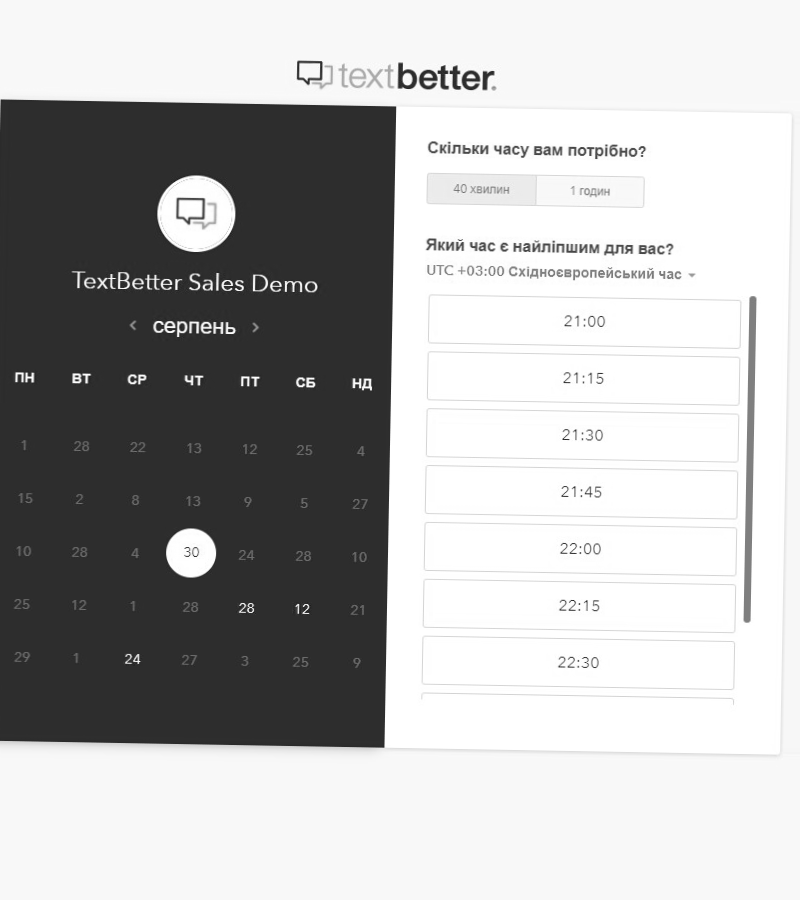 textbetter.
TextBetter Sales Demo
серпень
ПН ВТ СР ЧТ ПТ СБ НД
1 28 22 13 12 25 4
15 2 8 13 9 5 27
10 28 4 30 24 28 10
25 12 1 28 28 12 21
29 1 24 27 3 25 9
Скільки часу вам потрібно?
40 хвилин 1 годин
Який час є найліпшим для вас?
UTC +03:00 Східноєвропейський час
21:00
21:15
21:30
21:45
22:00
22:15
22:30